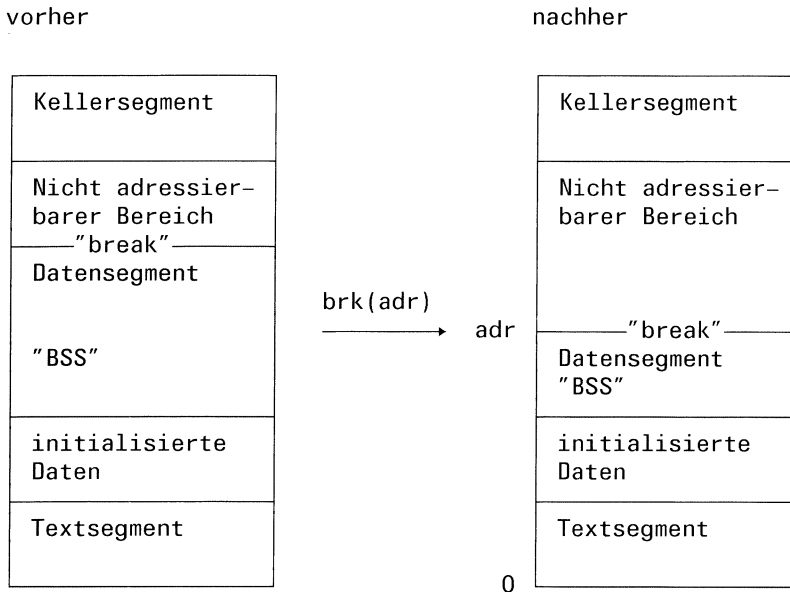 vorher
nachher
Kellersegment
Nicht adressier–
barer Bereich
"break"
Datensegment
"BSS"
initialisierte
Daten
Textsegment
brk(adr)
adr
0
Kellersegment
Nicht adressier–
barer Bereich
"break"
Datensegment
"BSS"
initialisierte
Daten
Textsegment